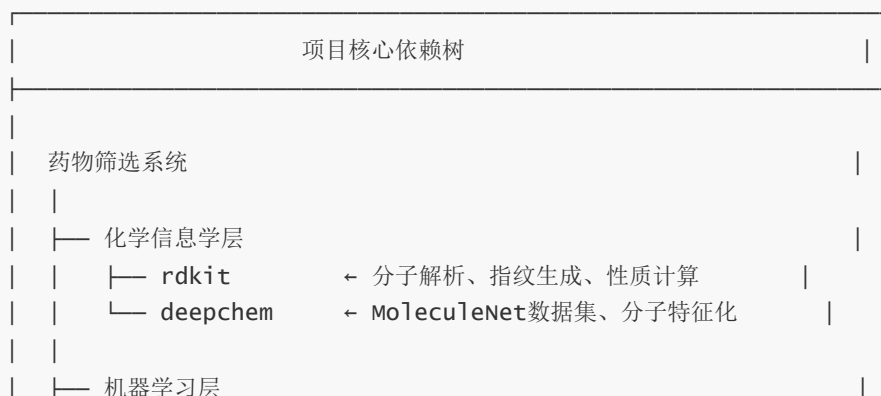 ┌──────────────────────────────────────────────
│                    项目核心依赖树                    │
├──────────────────────────────────────────────
│
│  药物筛选系统                                        │
│  │
│  ├── 化学信息学层                                    │
│  │   ├── rdkit       ← 分子解析、指纹生成、性质计算      │
│  │   └── deepchem    ← MoleculeNet数据集、分子特征化     │
│  │
│  ├── 机器学习层                                      │